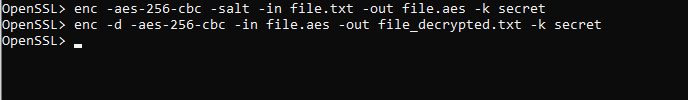 OpenSSL> enc -aes-256-cbc -salt -in file.txt -out file.aes -k secret
OpenSSL> enc -d -aes-256-cbc -in file.aes -out file_decrypted.txt -k secret
OpenSSL>